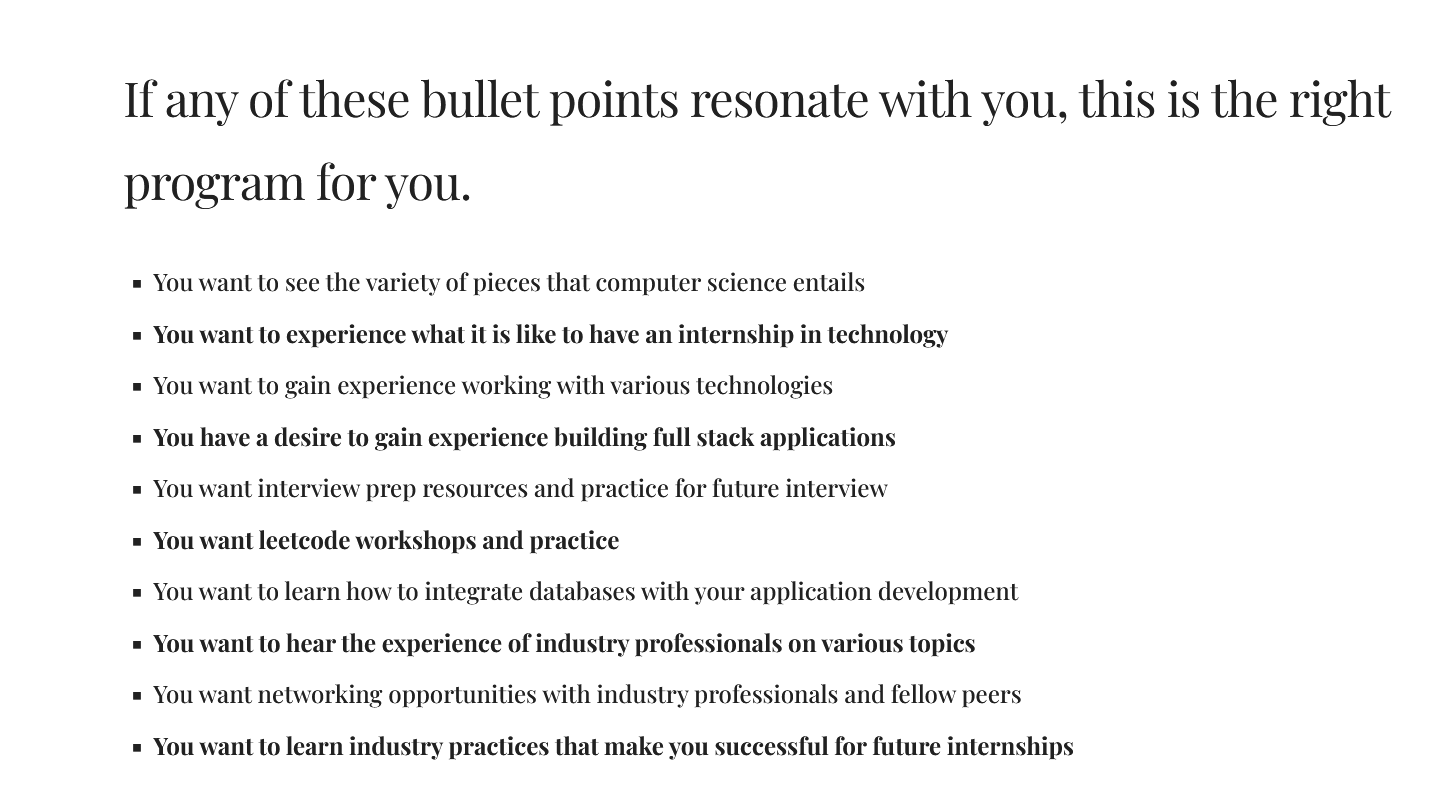 If any of these bullet points resonate with you, this is the right
program for you.
▪ You want to see the variety of pieces that computer science entails
▪ You want to experience what it is like to have an internship in technology
▪ You want to gain experience working with various technologies
▪ You have a desire to gain experience building full stack applications
▪ You want interview prep resources and practice for future interview
▪ You want leetcode workshops and practice
▪ You want to learn how to integrate databases with your application development
▪ You want to hear the experience of industry professionals on various topics
▪ You want networking opportunities with industry professionals and fellow peers
▪ You want to learn industry practices that make you successful for future internships